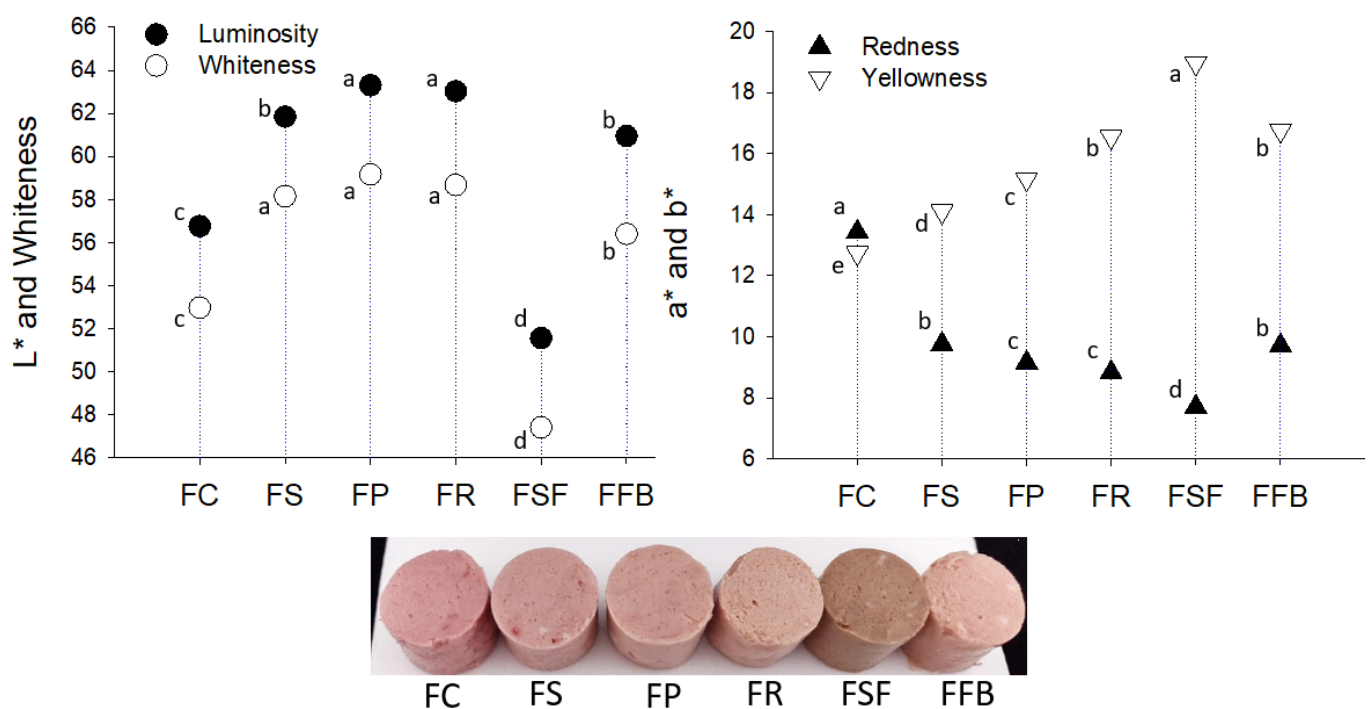 L* and Whiteness
66
64
62
60
58
56
54
52
50
48
46
Luminosity
Whiteness
c
b
a
a
d
b
c
a
a
a
d
b
FC FS FP FR FSF FFB
a* and b*
20
18
16
14
12
10
8
6
Redness
Yellowness
a
e
d
b
c
c
b
c
a
d
b
b
FC FS FP FR FSF FFB
FC FS FP FR FSF FFB